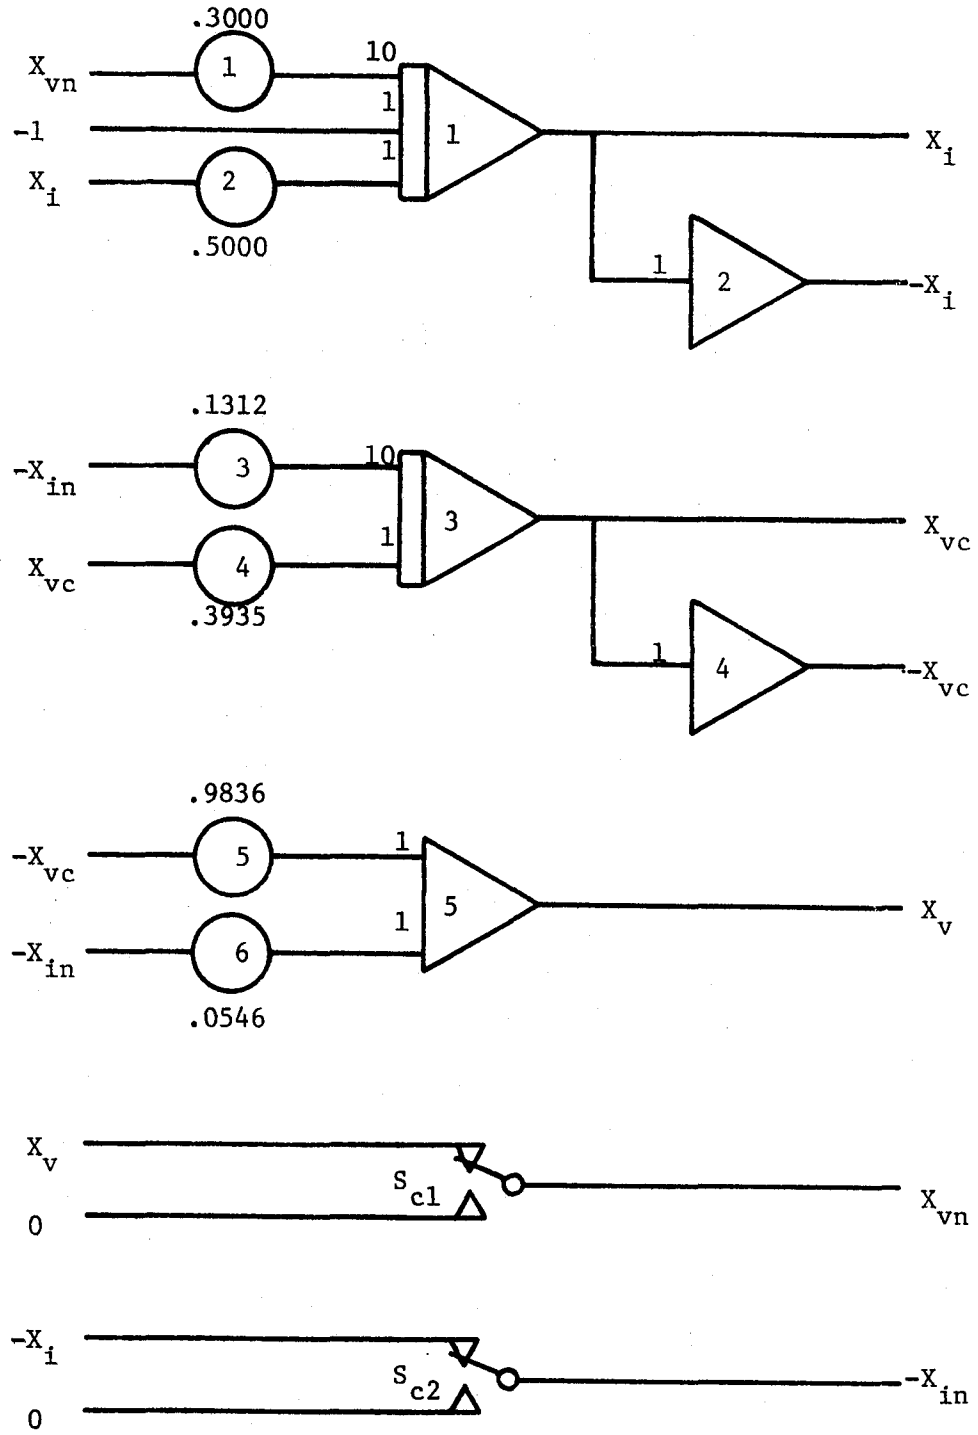 .3000
X_vn 1 10
-1 1 1
X_i 2 1
.5000
X_i
1 2 -X_i
.1312
-X_in 3 10
3
X_vc 4 1
.3935
X_vc
1 4 -X_vc
.9836
-X_vc 5 1
5 X_v
-X_in 6 1
.0546
X_v
S_c1
0
X_vn
-X_i
S_c2
0
-X_in